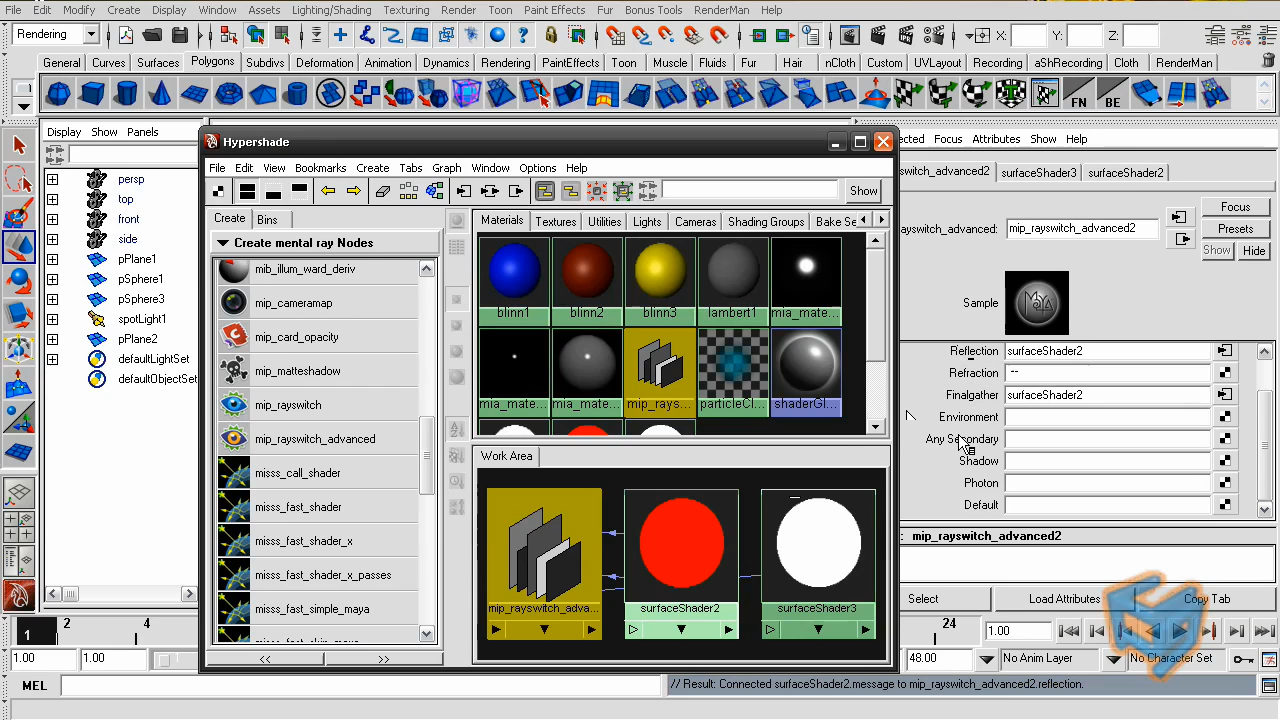 File Edit Modify Create Display Window Assets Lighting/Shading Texturing Render Toon Paint Effects Fur Bonus Tools RenderMan Help
Rendering X: Y: Z:
General Curves Surfaces Polygons Subdivs Deformation Animation Dynamics Rendering PaintEffects Toon Muscle Fluids Fur Hair nCloth Custom UVLayout Recording aShRecording Cloth RenderMan
FN BE
Display Show Panels
persp
top
front
side
pPlane1
pSphere1
pSphere3
spotLight1
pPlane2
defaultLightSet
defaultObjectSet
Hypershade
File Edit View Bookmarks Create Tabs Graph Window Options Help
Show
Create Bins
Create mental ray Nodes
mib_illum_ward_deriv
mip_cameramap
mip_card_opacity
mip_matteshadow
mip_rayswitch
mip_rayswitch_advanced
misss_call_shader
misss_fast_shader
misss_fast_shader_x
misss_fast_shader_x_passes
misss_fast_simple_maya
<< >>
Materials Textures Utilities Lights Cameras Shading Groups Bake Se
blinn1 blinn2 blinn3 lambert1 mia_mate...
mia_mate... mia_mate... mip_rays... particleCl... shaderGl...
Work Area
mip_rayswitch_adva... surfaceShader2 surfaceShader3
ected Focus Attributes Show Help
wswitch_advanced2 surfaceShader3 surfaceShader2
ayswitch_advanced: mip_rayswitch_advanced2
Focus
Presets
Show Hide
Sample
MAYA
Reflection surfaceShader2
Refraction --
Finalgather surfaceShader2
Environment
Any Secondary
Shadow
Photon
Default
: mip_rayswitch_advanced2
Select Load Attributes Copy Tab
1 2 4 24 1.00
1.00 1.00 48.00 No Anim Layer No Character Set
MEL // Result: Connected surfaceShader2.message to mip_rayswitch_advanced2.reflection.